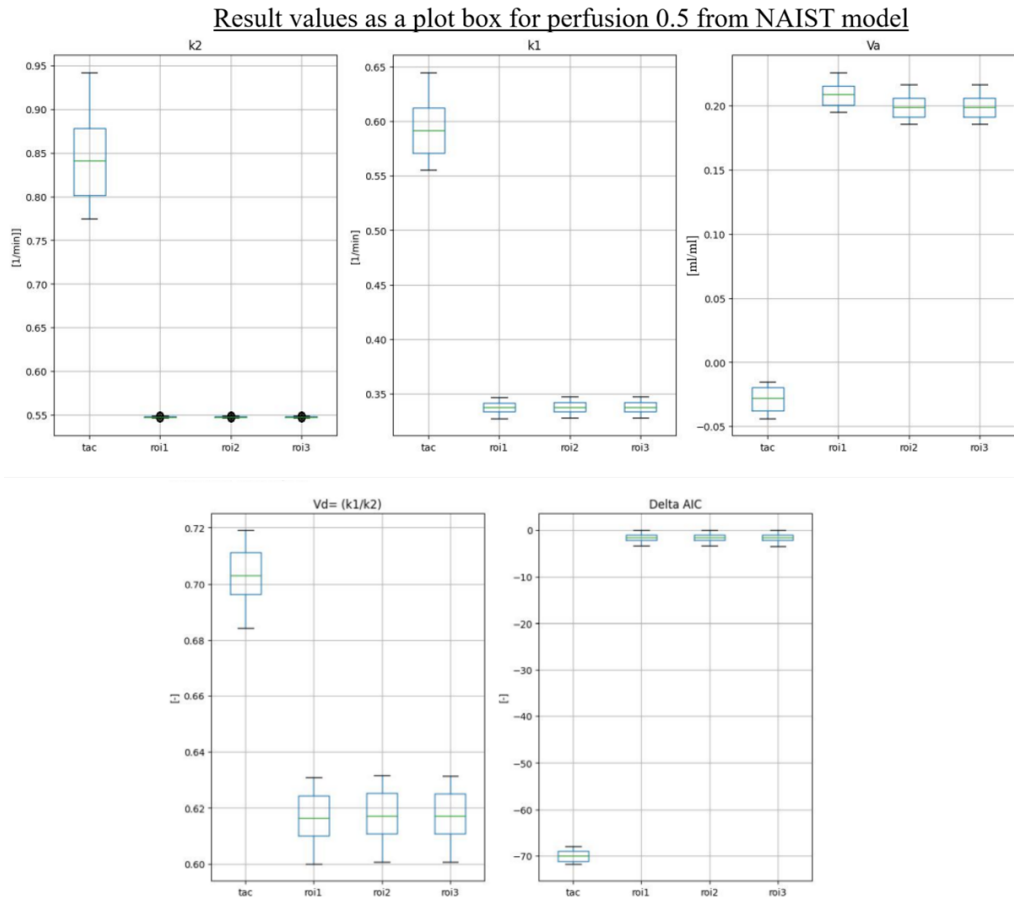 Result values as a plot box for perfusion 0.5 from NAIST model
k2
0.95
0.90
0.85
0.80
0.75
0.70
0.65
0.60
0.55
[1/min]]
tac roi1 roi2 roi3
k1
0.65
0.60
0.55
0.50
0.45
0.40
0.35
[1/min]
tac roi1 roi2 roi3
Va
0.20
0.15
0.10
0.05
0.00
−0.05
[ml/ml]
tac roi1 roi2 roi3
Vd= (k1/k2)
0.72
0.70
0.68
0.66
0.64
0.62
0.60
[-]
tac roi1 roi2 roi3
Delta AIC
0
−10
−20
−30
−40
−50
−60
−70
[-]
tac roi1 roi2 roi3